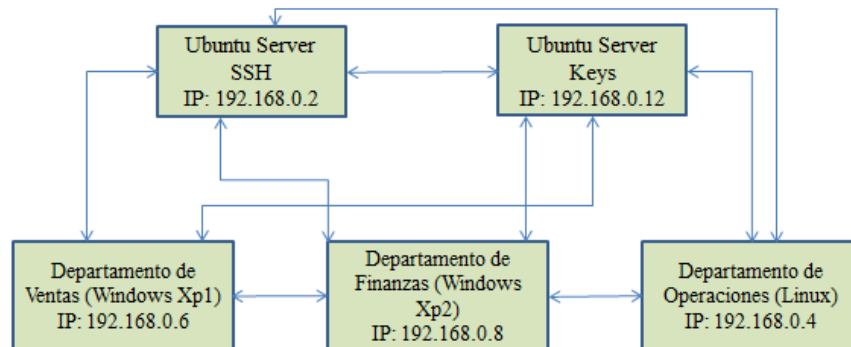 Ubuntu Server
SSH
IP: 192.168.0.2
Ubuntu Server
Keys
IP: 192.168.0.12
Departamento de
Ventas (Windows Xp1)
IP: 192.168.0.6
Departamento de
Finanzas (Windows
Xp2)
IP: 192.168.0.8
Departamento de
Operaciones (Linux)
IP: 192.168.0.4